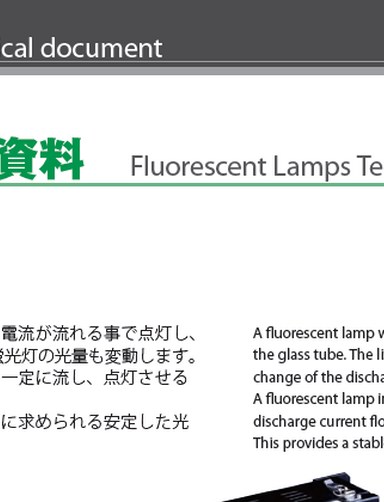 cal document
資料 Fluorescent Lamps Te
電流が流れる事で点灯し、
蛍光灯の光量も変動します。
一定に流し、点灯させる
に求められる安定した光
A fluorescent lamp w
the glass tube. The li
change of the discha
A fluorescent lamp i
discharge current flo
This provides a stabl